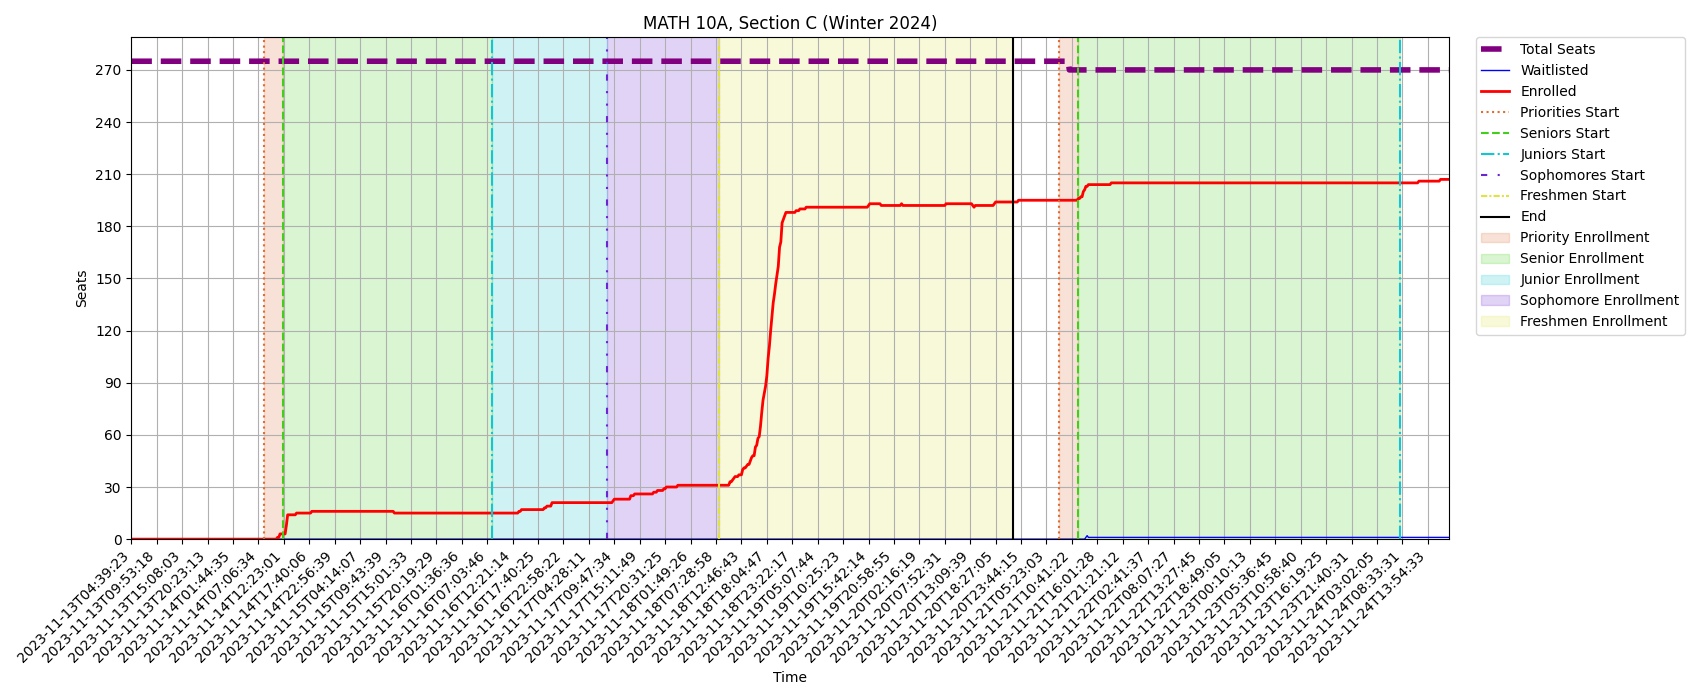 MATH 10A, Section C (Winter 2024)
Seats
270
240
210
180
150
120
90
60
30
0
2023-11-13T04:39:23
2023-11-13T09:53:18
2023-11-13T15:08:03
2023-11-13T20:23:13
2023-11-14T01:44:35
2023-11-14T07:06:34
2023-11-14T12:23:01
2023-11-14T17:40:06
2023-11-14T22:56:39
2023-11-15T04:14:07
2023-11-15T09:43:39
2023-11-15T15:01:33
2023-11-15T20:19:29
2023-11-16T01:36:36
2023-11-16T07:03:46
2023-11-16T12:21:14
2023-11-16T17:40:25
2023-11-16T22:58:22
2023-11-17T04:28:11
2023-11-17T09:47:34
2023-11-17T15:11:49
2023-11-17T20:31:25
2023-11-18T01:49:26
2023-11-18T07:28:58
2023-11-18T12:46:43
2023-11-18T18:04:47
2023-11-18T23:22:17
2023-11-19T05:07:44
2023-11-19T10:25:23
2023-11-19T15:42:14
2023-11-19T20:58:55
2023-11-20T02:16:19
2023-11-20T07:52:31
2023-11-20T13:09:39
2023-11-20T18:27:05
2023-11-20T23:44:15
2023-11-21T05:23:03
2023-11-21T10:41:22
2023-11-21T16:01:28
2023-11-21T21:21:12
2023-11-22T02:41:37
2023-11-22T08:07:27
2023-11-22T13:27:45
2023-11-22T18:49:05
2023-11-23T00:10:13
2023-11-23T05:36:45
2023-11-23T10:58:40
2023-11-23T16:19:25
2023-11-23T21:40:31
2023-11-24T03:02:05
2023-11-24T08:33:31
2023-11-24T13:54:33
Time
Total Seats
Waitlisted
Enrolled
Priorities Start
Seniors Start
Juniors Start
Sophomores Start
Freshmen Start
End
Priority Enrollment
Senior Enrollment
Junior Enrollment
Sophomore Enrollment
Freshmen Enrollment